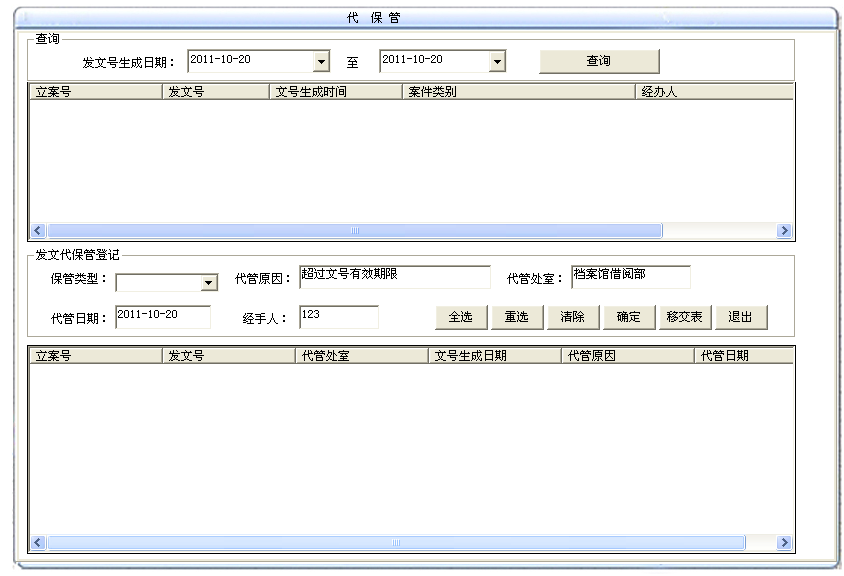 代 保 管
查询
发文号生成日期： 2011-10-20 至 2011-10-20 查询
立案号 发文号 文号生成时间 案件类别 经办人
发文代保管登记
保管类型： 代管原因： 超过文号有效期限 代管处室： 档案馆借阅部
代管日期： 2011-10-20 经手人： 123 全选 重选 清除 确定 移交表 退出
立案号 发文号 代管处室 文号生成日期 代管原因 代管日期